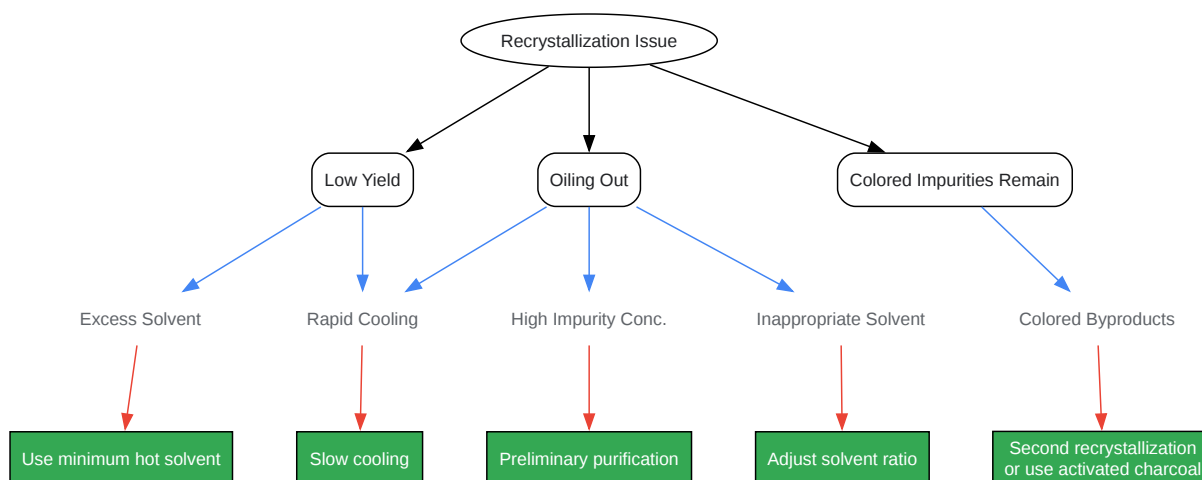 Recrystallization Issue
Low Yield
Oiling Out
Colored Impurities Remain
Excess Solvent
Rapid Cooling
High Impurity Conc.
Inappropriate Solvent
Colored Byproducts
Use minimum hot solvent
Slow cooling
Preliminary purification
Adjust solvent ratio
Second recrystallization
or use activated charcoal